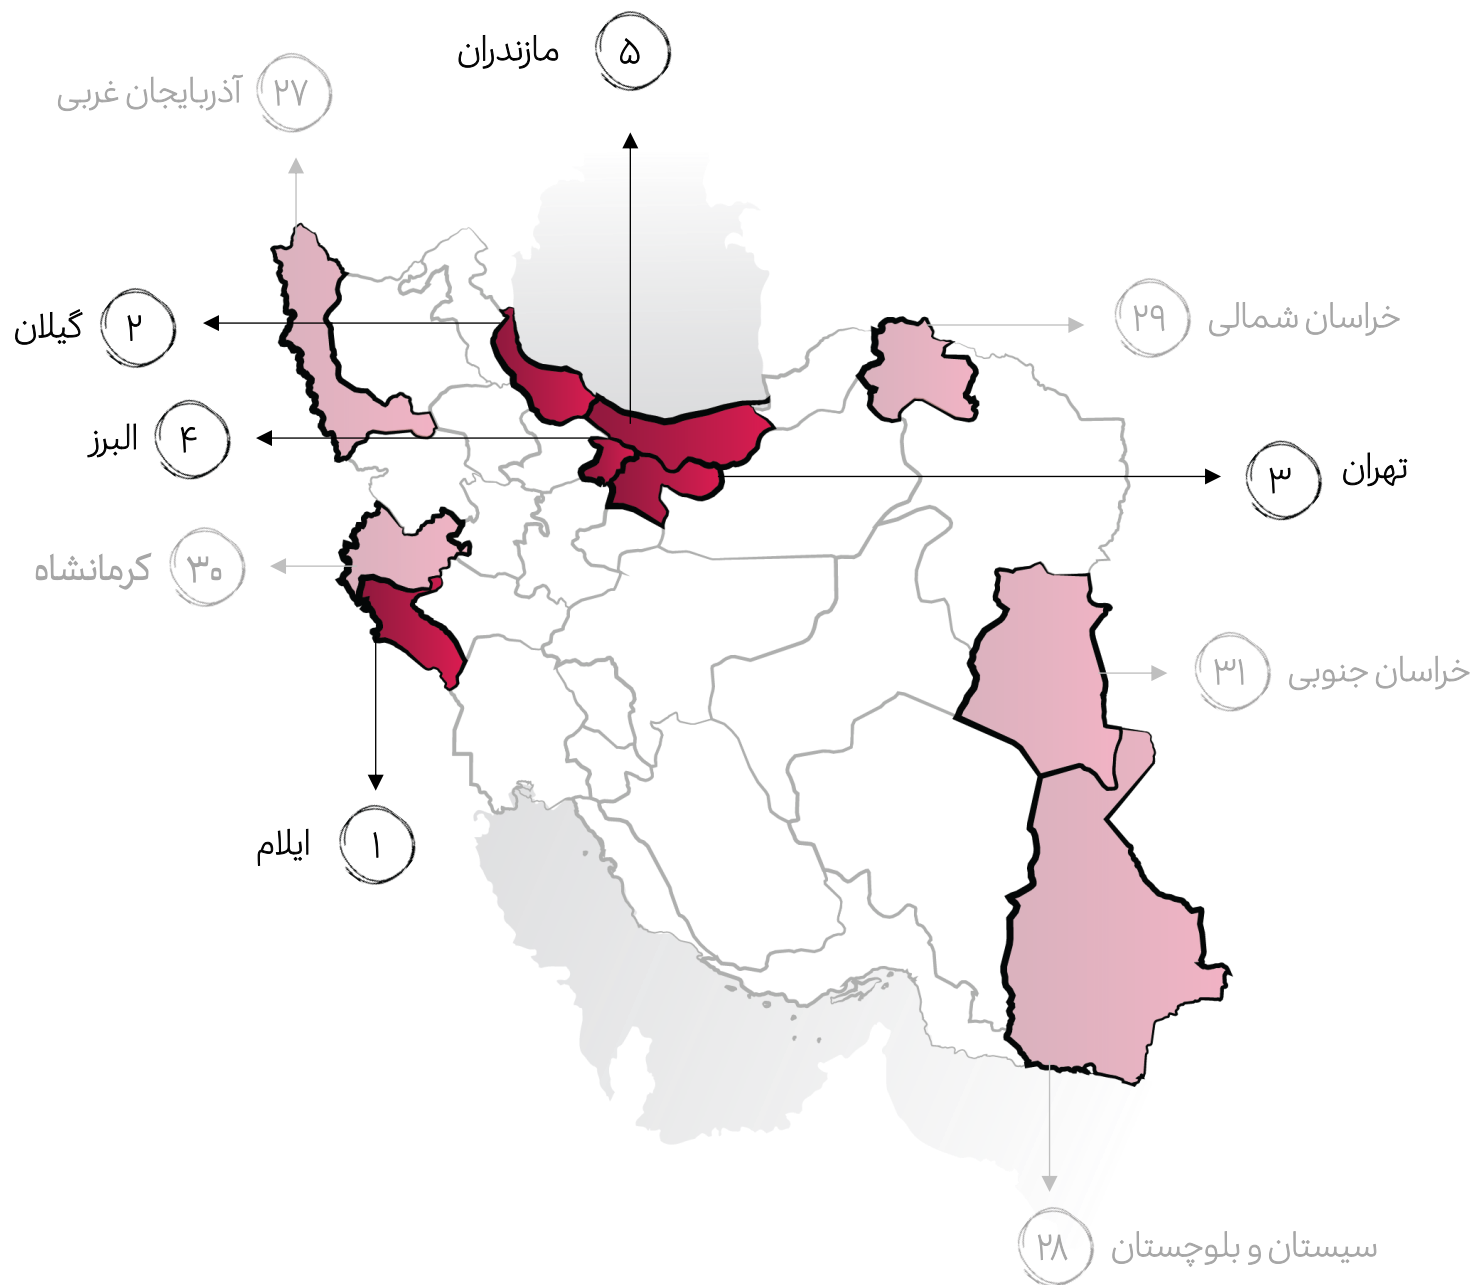 ۵ مازندران
۲۷ آذربایجان غربی
۲۹ خراسان شمالی
۲ گیلان
۴ البرز
۳ تهران
۳۰ کرمانشاه
۳۱ خراسان جنوبی
۱ ایلام
۲۸ سیستان و بلوچستان